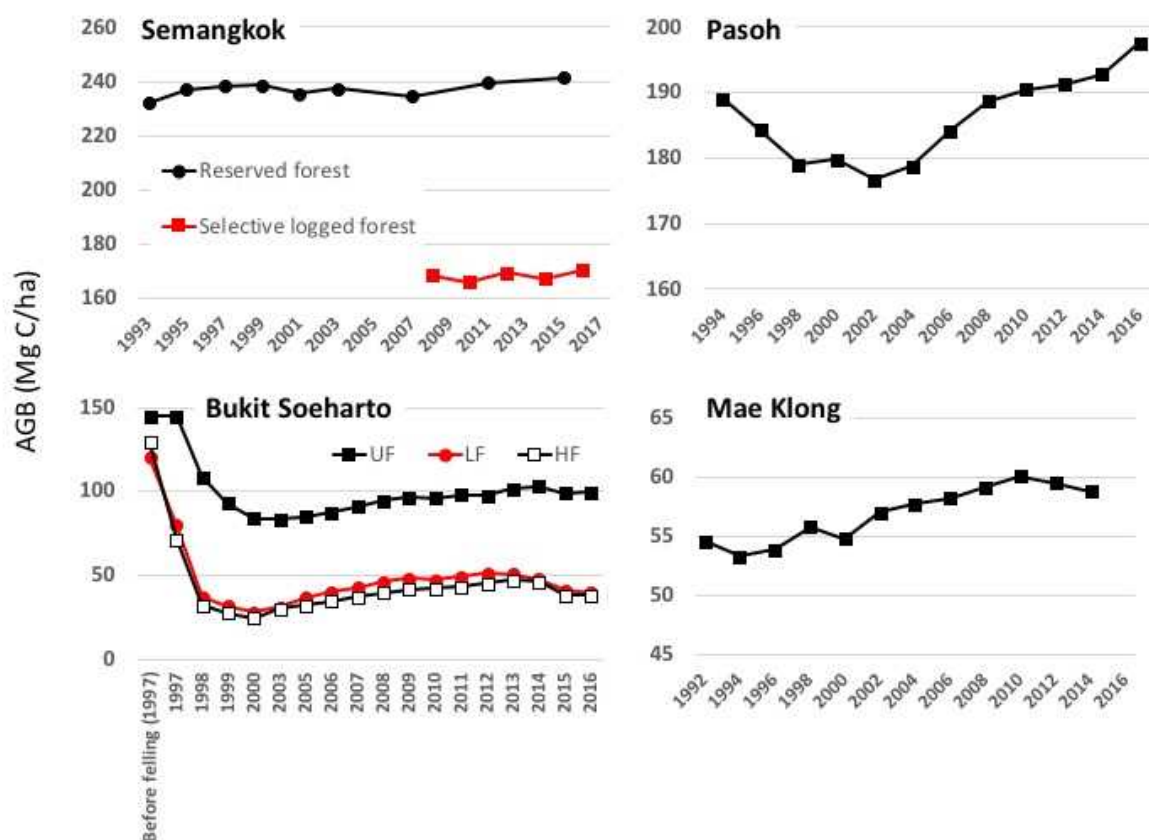 AGB (Mg C/ha)
Semangkok
260
240
220
200
180
160
Reserved forest
Selective logged forest
1993 1995 1997 1999 2001 2003 2005 2007 2009 2011 2013 2015 2017
Pasoh
200
190
180
170
160
1994 1996 1998 2000 2002 2004 2006 2008 2010 2012 2014 2016
Bukit Soeharto
150
100
50
0
UF LF HF
Before felling (1997) 1997 1998 1999 2000 2003 2005 2006 2007 2008 2009 2010 2011 2012 2013 2014 2015 2016
Mae Klong
65
60
55
50
45
1992 1994 1996 1998 2000 2002 2004 2006 2008 2010 2012 2014 2016